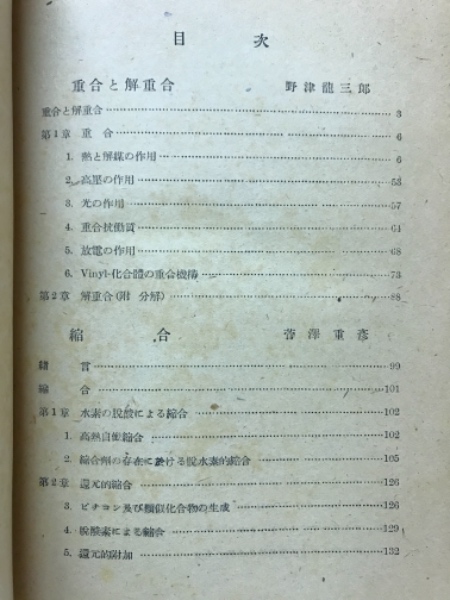 目次
重合と解重合 野津龍三郎
重合と解重合 3
第1章 重合 6
1. 熱と觸媒の作用 6
2. 高壓の作用 53
3. 光の作用 57
4. 重合抗働質 64
5. 放電の作用 68
6. Vinyl-化合體の重合機構 73
第2章 解重合(附 分解) 88
縮合 菅澤重彦
緖言 99
縮合 101
第1章 水素の脫離による縮合 102
1. 高熱自働縮合 102
2. 縮合劑の存在に於ける脫水素的縮合 105
第2章 還元的縮合 126
3. ピナコン及び類似化合物の生成 126
4. 脫酸素による縮合 129
5. 還元的附加 132